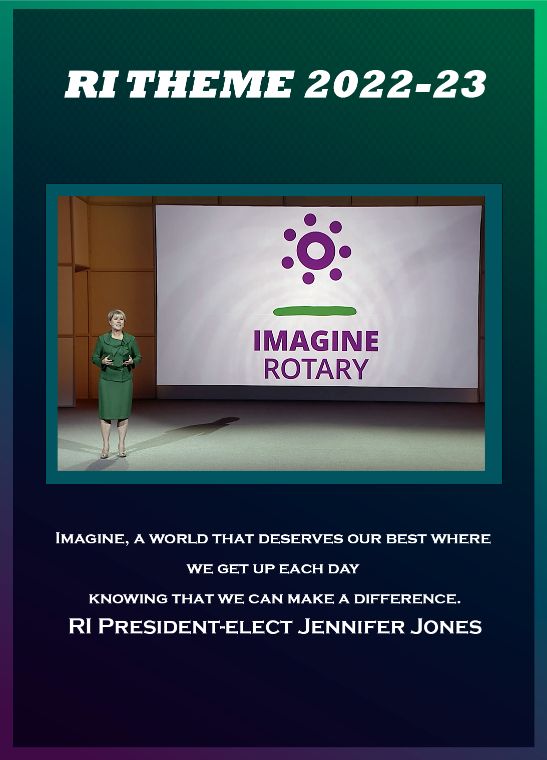 RI THEME 2022-23
IMAGINE
ROTARY
Imagine, a world that deserves our best where
we get up each day
knowing that we can make a difference.
RI President-elect Jennifer Jones